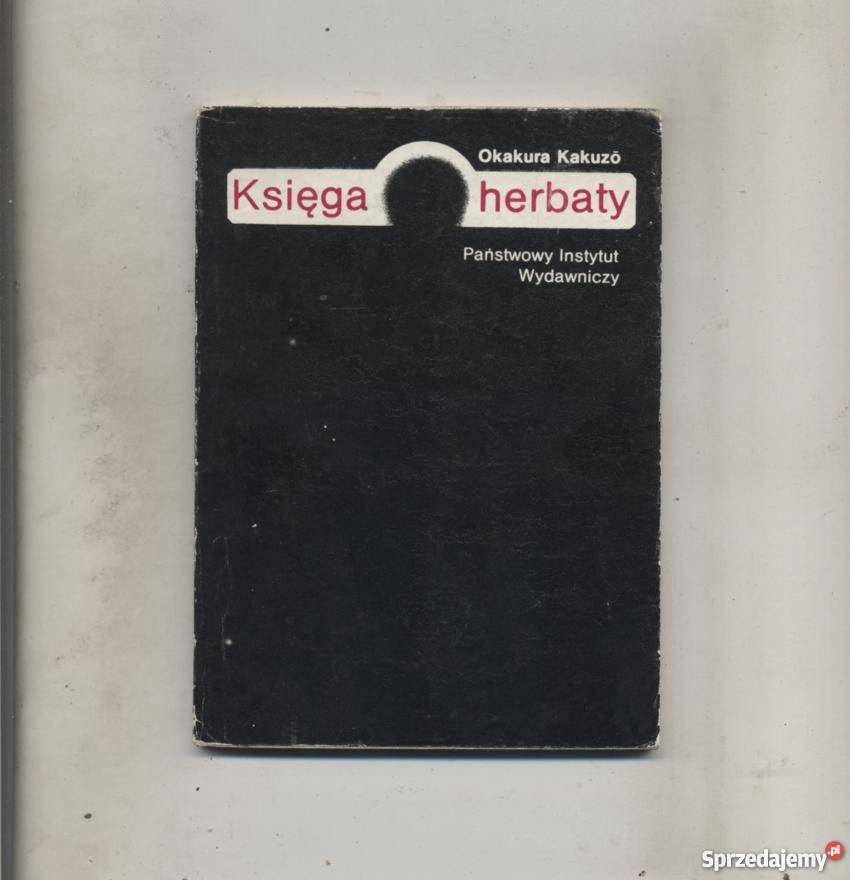 Okakura Kakuzō
Księga herbaty
Państwowy Instytut
Wydawniczy
Sprzedajemy.pl